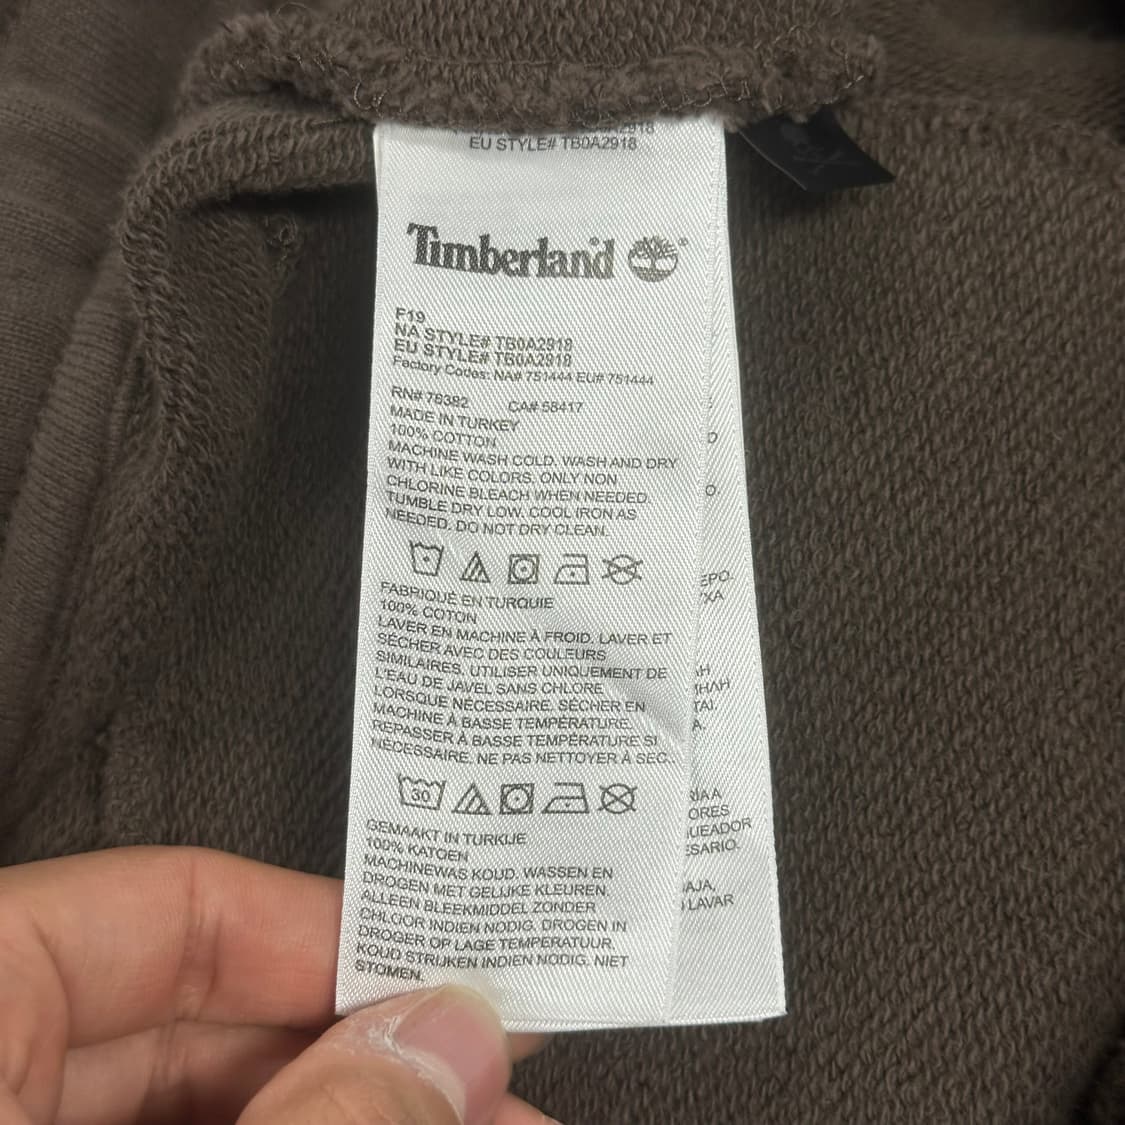 EU STYLE# TB0A2918
Timberland
F19
NA STYLE# TB0A2918
EU STYLE# TB0A2918
Factory Codes: NA# 751444 EU# 751444
RN# 76382 CA# 58417
MADE IN TURKEY
100% COTTON
MACHINE WASH COLD. WASH AND DRY
WITH LIKE COLORS. ONLY NON
CHLORINE BLEACH WHEN NEEDED.
TUMBLE DRY LOW. COOL IRON AS
NEEDED. DO NOT DRY CLEAN.
FABRIQUÉ EN TURQUIE
100% COTON
LAVER EN MACHINE À FROID. LAVER ET
SÉCHER AVEC DES COULEURS
SIMILAIRES. UTILISER UNIQUEMENT DE
L'EAU DE JAVEL SANS CHLORE
LORSQUE NÉCESSAIRE. SÉCHER EN
MACHINE À BASSE TEMPÉRATURE.
REPASSER À BASSE TEMPÉRATURE SI
NÉCESSAIRE. NE PAS NETTOYER À SEC.
30
GEMAAKT IN TURKIJE
100% KATOEN
MACHINEWAS KOUD. WASSEN EN
DROGEN MET GELIJKE KLEUREN.
ALLEEN BLEEKMIDDEL ZONDER
CHLOOR INDIEN NODIG. DROGEN IN
DROGER OP LAGE TEMPERATUUR.
KOUD STRIJKEN INDIEN NODIG. NIET
STOMEN.
LAVAR